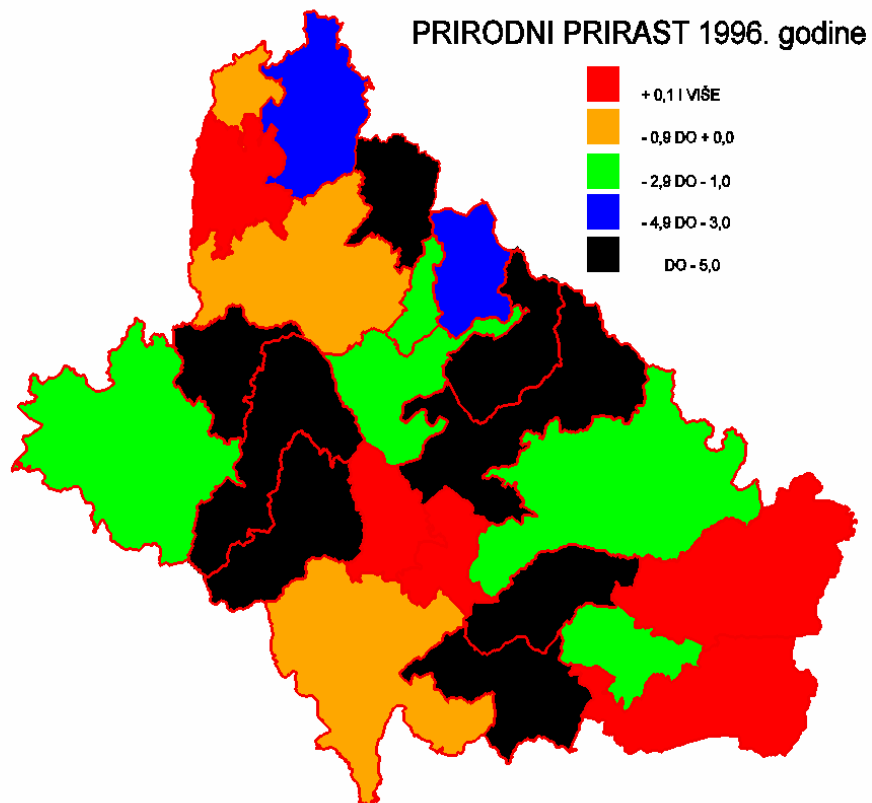 PRIRODNI PRIRAST 1996. godine
+ 0,1 I VIŠE
- 0,9 DO + 0,0
- 2,9 DO - 1,0
- 4,9 DO - 3,0
DO - 5,0